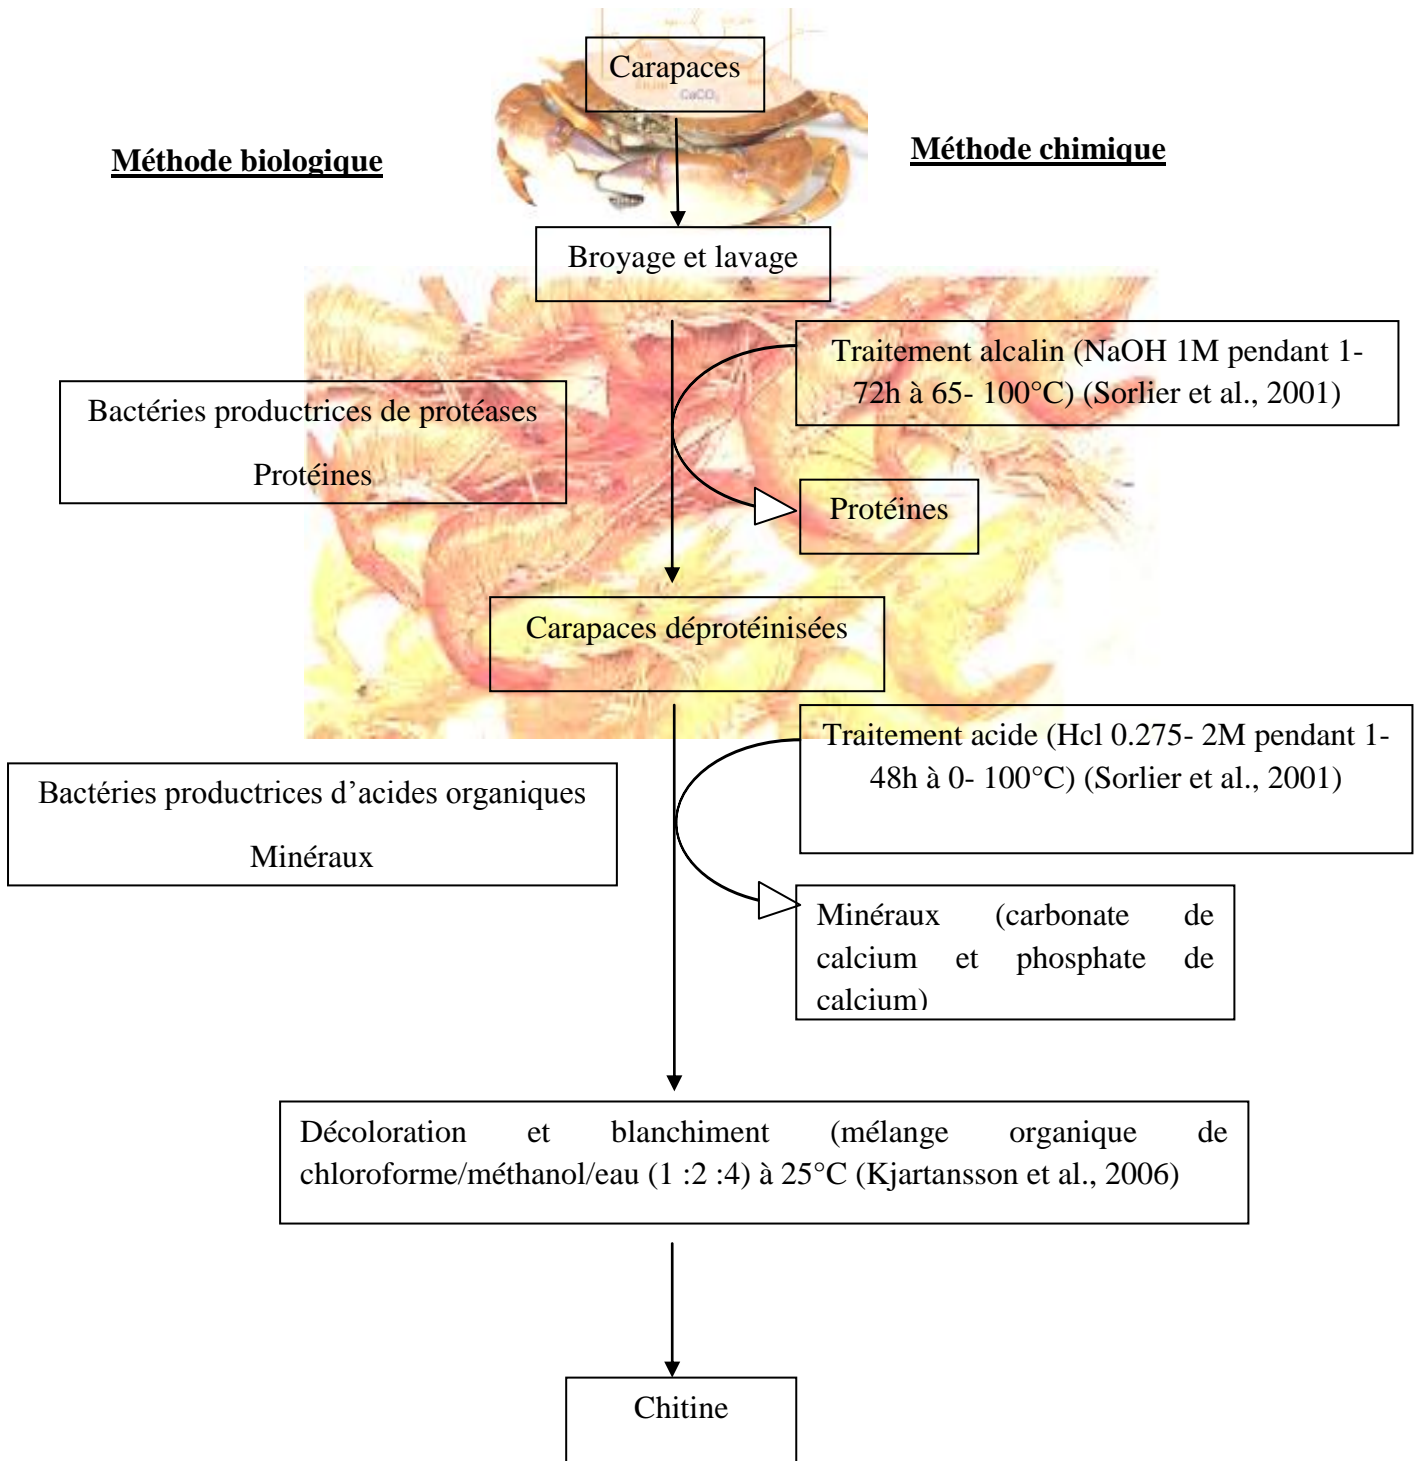 Carapaces
CaCO₃
Méthode biologique
Méthode chimique
Broyage et lavage
Traitement alcalin (NaOH 1M pendant 1-
72h à 65- 100°C) (Sorlier et al., 2001)
Bactéries productrices de protéases
Protéines
Protéines
Carapaces déprotéinisées
Traitement acide (Hcl 0.275- 2M pendant 1-
48h à 0- 100°C) (Sorlier et al., 2001)
Bactéries productrices d’acides organiques
Minéraux
Minéraux (carbonate de
calcium et phosphate de
calcium)
Décoloration et blanchiment (mélange organique de
chloroforme/méthanol/eau (1 :2 :4) à 25°C (Kjartansson et al., 2006)
Chitine